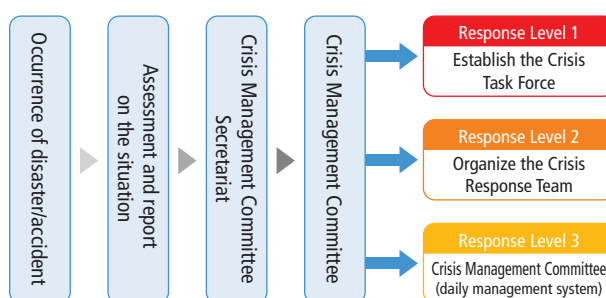 Occurrence of disaster/accident
Assessment and report
on the situation
Crisis Management Committee
Secretariat
Crisis Management Committee
Response Level 1
Establish the Crisis
Task Force
Response Level 2
Organize the Crisis
Response Team
Response Level 3
Crisis Management Committee
(daily management system)